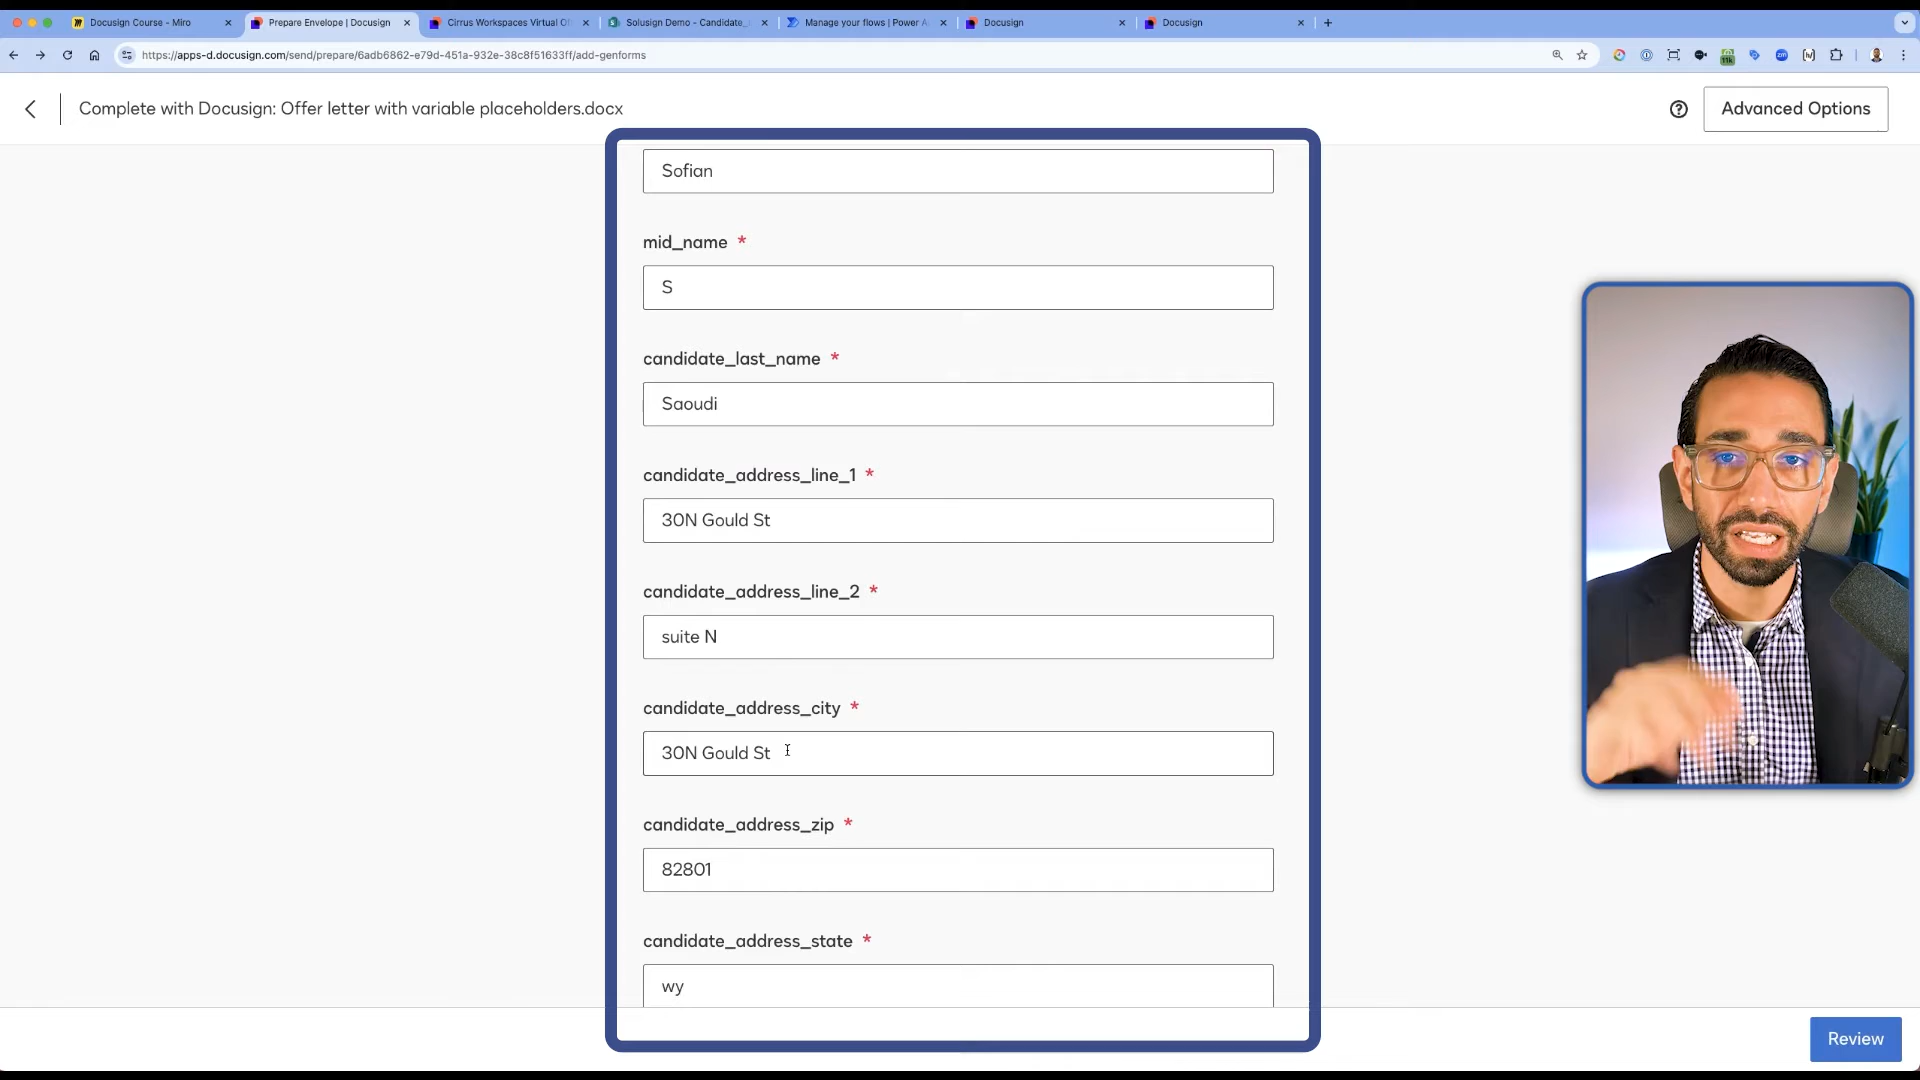 Docusign Course - Miro
Prepare Envelope | Docusign
Cirrus Workspaces Virtual Of
Solusign Demo - Candidate_
Manage your flows | Power A
Docusign
Docusign
https://apps-d.docusign.com/send/prepare/6adb6862-e79d-451a-932e-38c8f51633ff/add-genforms
11k
Complete with Docusign: Offer letter with variable placeholders.docx
Advanced Options
Sofian
mid_name *
S
candidate_last_name *
Saoudi
candidate_address_line_1 *
30N Gould St
candidate_address_line_2 *
suite N
candidate_address_city *
30N Gould St
candidate_address_zip *
82801
candidate_address_state *
wy
Review